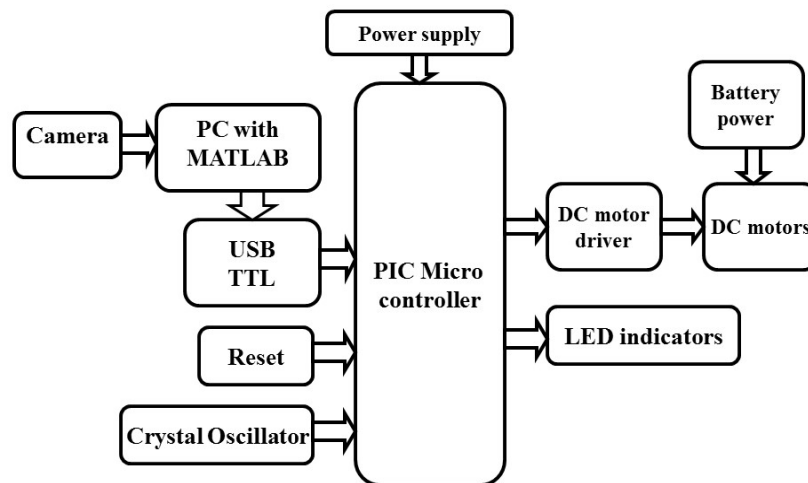 Power supply
Camera
PC with
MATLAB
Battery
power
USB
TTL
PIC Micro
controller
DC motor
driver
DC motors
Reset
LED indicators
Crystal Oscillator